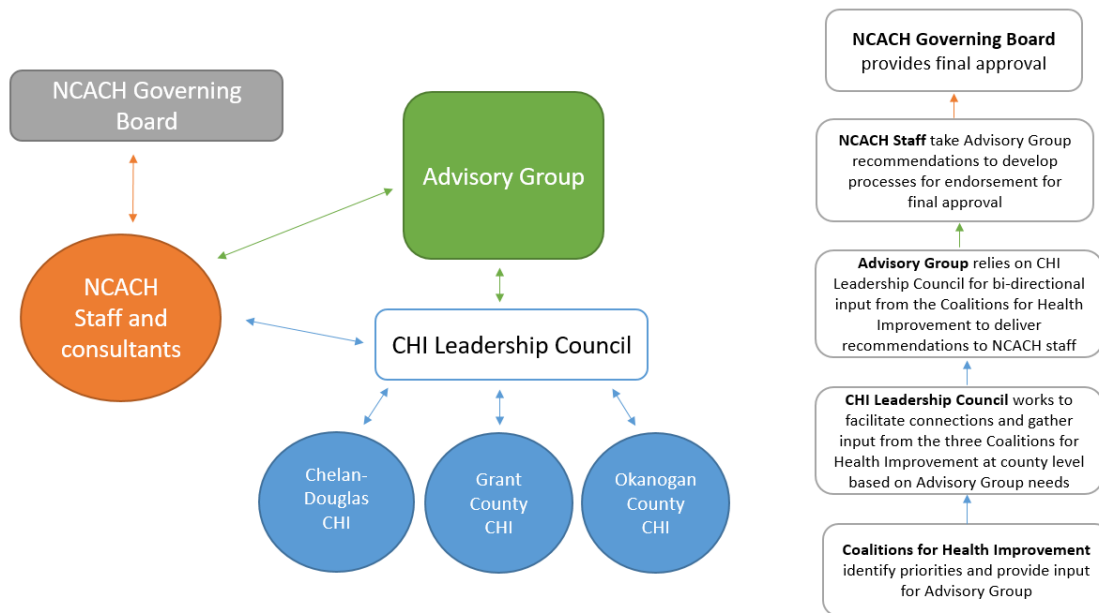 NCACH Governing
Board
Advisory Group
NCACH
Staff and
consultants
CHI Leadership Council
Chelan-
Douglas
CHI
Grant
County
CHI
Okanogan
County
CHI
NCACH Governing Board
provides final approval
NCACH Staff take Advisory Group
recommendations to develop
processes for endorsement for
final approval
Advisory Group relies on CHI
Leadership Council for bi-directional
input from the Coalitions for
Health Improvement to deliver
recommendations to NCACH staff
CHI Leadership Council works to
facilitate connections and gather
input from the three Coalitions for
Health Improvement at county level
based on Advisory Group needs
Coalitions for Health Improvement
identify priorities and provide input
for Advisory Group